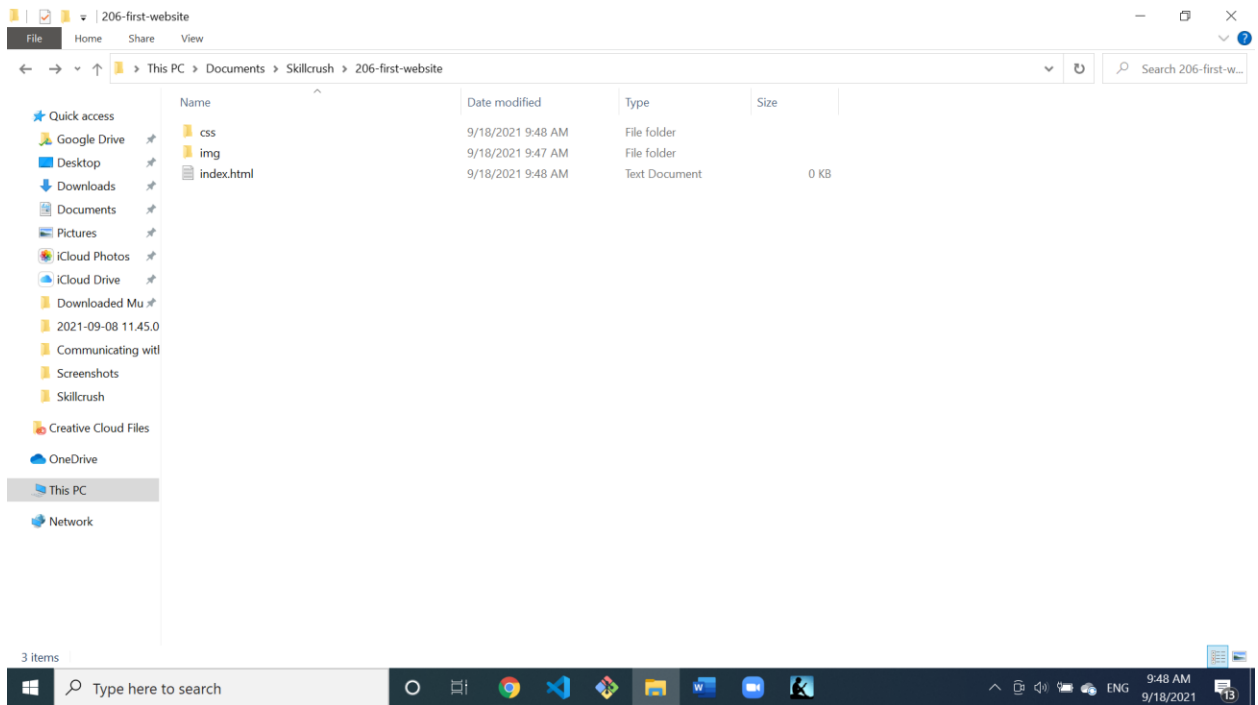 206-first-website
File Home Share View
This PC > Documents > Skillcrush > 206-first-website
Search 206-first-w...
Quick access
Google Drive
Desktop
Downloads
Documents
Pictures
iCloud Photos
iCloud Drive
Downloaded Mu
2021-09-08 11.45.0
Communicating witl
Screenshots
Skillcrush
Creative Cloud Files
OneDrive
This PC
Network
Name Date modified Type Size
css 9/18/2021 9:48 AM File folder
img 9/18/2021 9:47 AM File folder
index.html 9/18/2021 9:48 AM Text Document 0 KB
3 items
Type here to search
ENG
9:48 AM
9/18/2021
13